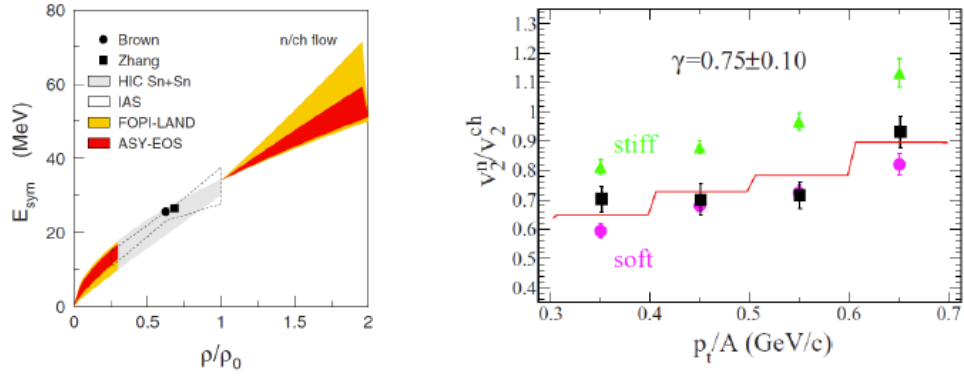 n/ch flow
Brown
Zhang
HIC Sn+Sn
IAS
FOPI-LAND
ASY-EOS
E_sym (MeV)
80
60
40
20
0
0 0.5 1 1.5 2
ρ/ρ₀
γ=0.75±0.10
stiff
soft
v₂ⁿ/v₂ᶜʰ
1.3
1.2
1.1
1
0.9
0.8
0.7
0.6
0.5
0.4
0.3 0.4 0.5 0.6 0.7
pₜ/A (GeV/c)